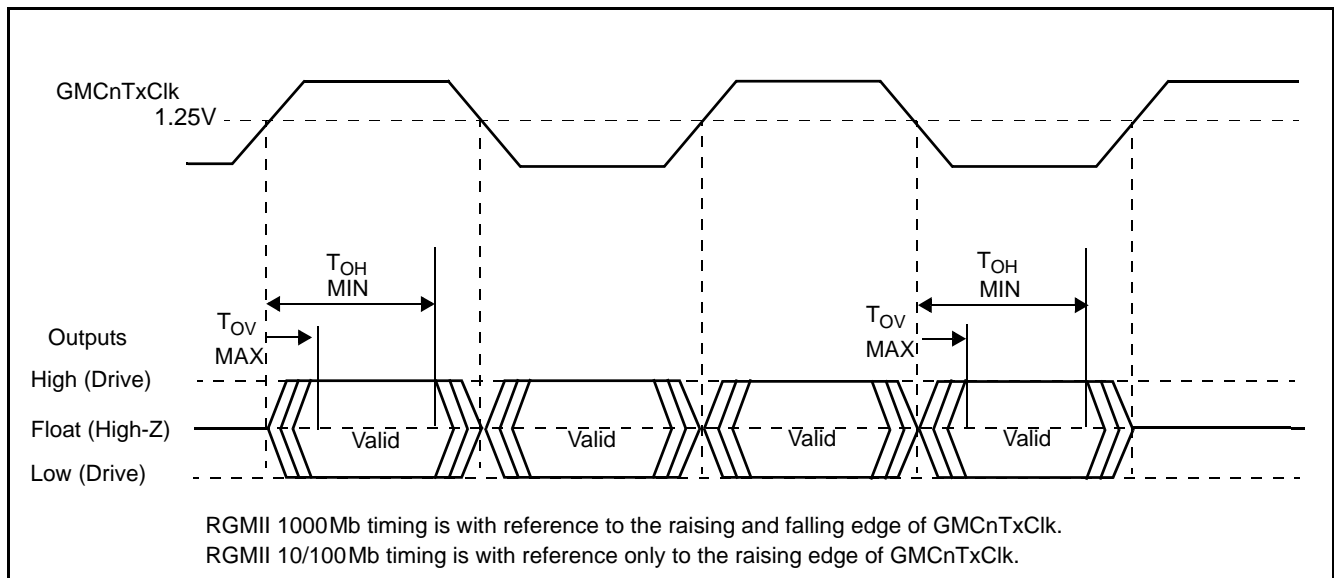 GMCnTxClk
1.25V
TOH
MIN
TOH
MIN
TOV
MAX
TOV
MAX
Outputs
High (Drive)
Float (High-Z)
Valid Valid Valid Valid
Low (Drive)
RGMII 1000Mb timing is with reference to the raising and falling edge of GMCnTxClk.
RGMII 10/100Mb timing is with reference only to the raising edge of GMCnTxClk.